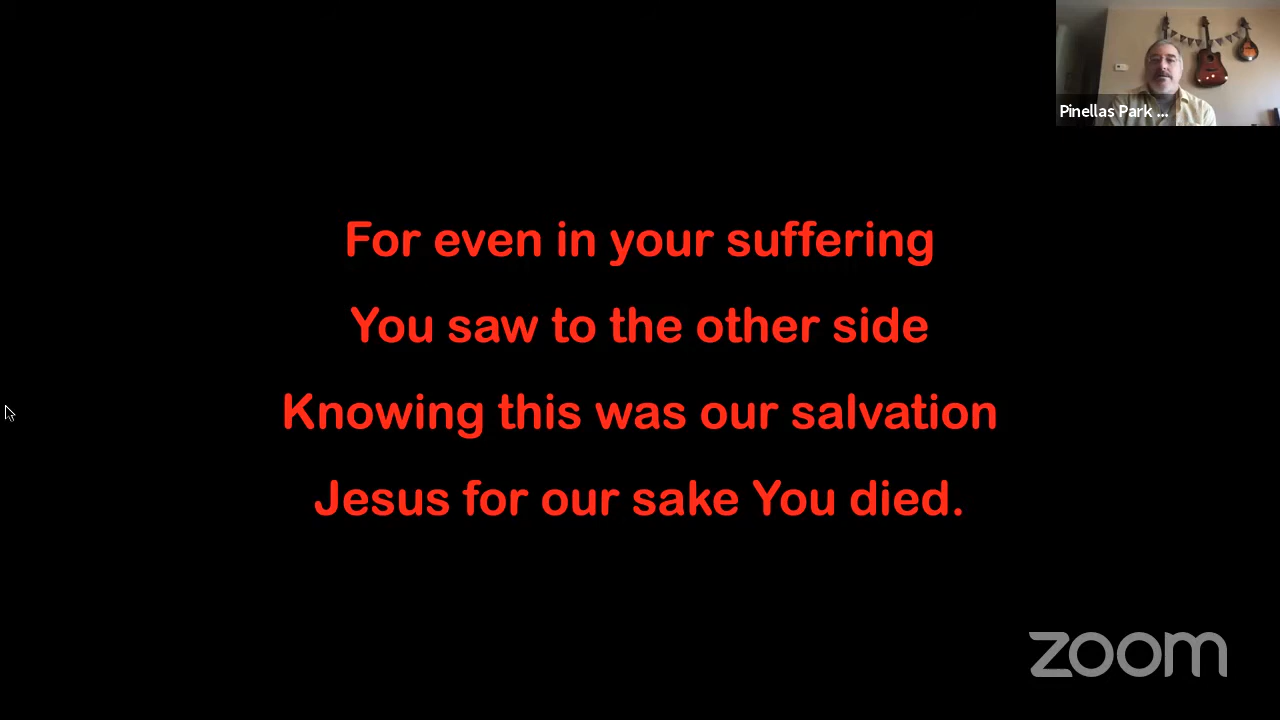 Pinellas Park ...
For even in your suffering
You saw to the other side
Knowing this was our salvation
Jesus for our sake You died.
zoom